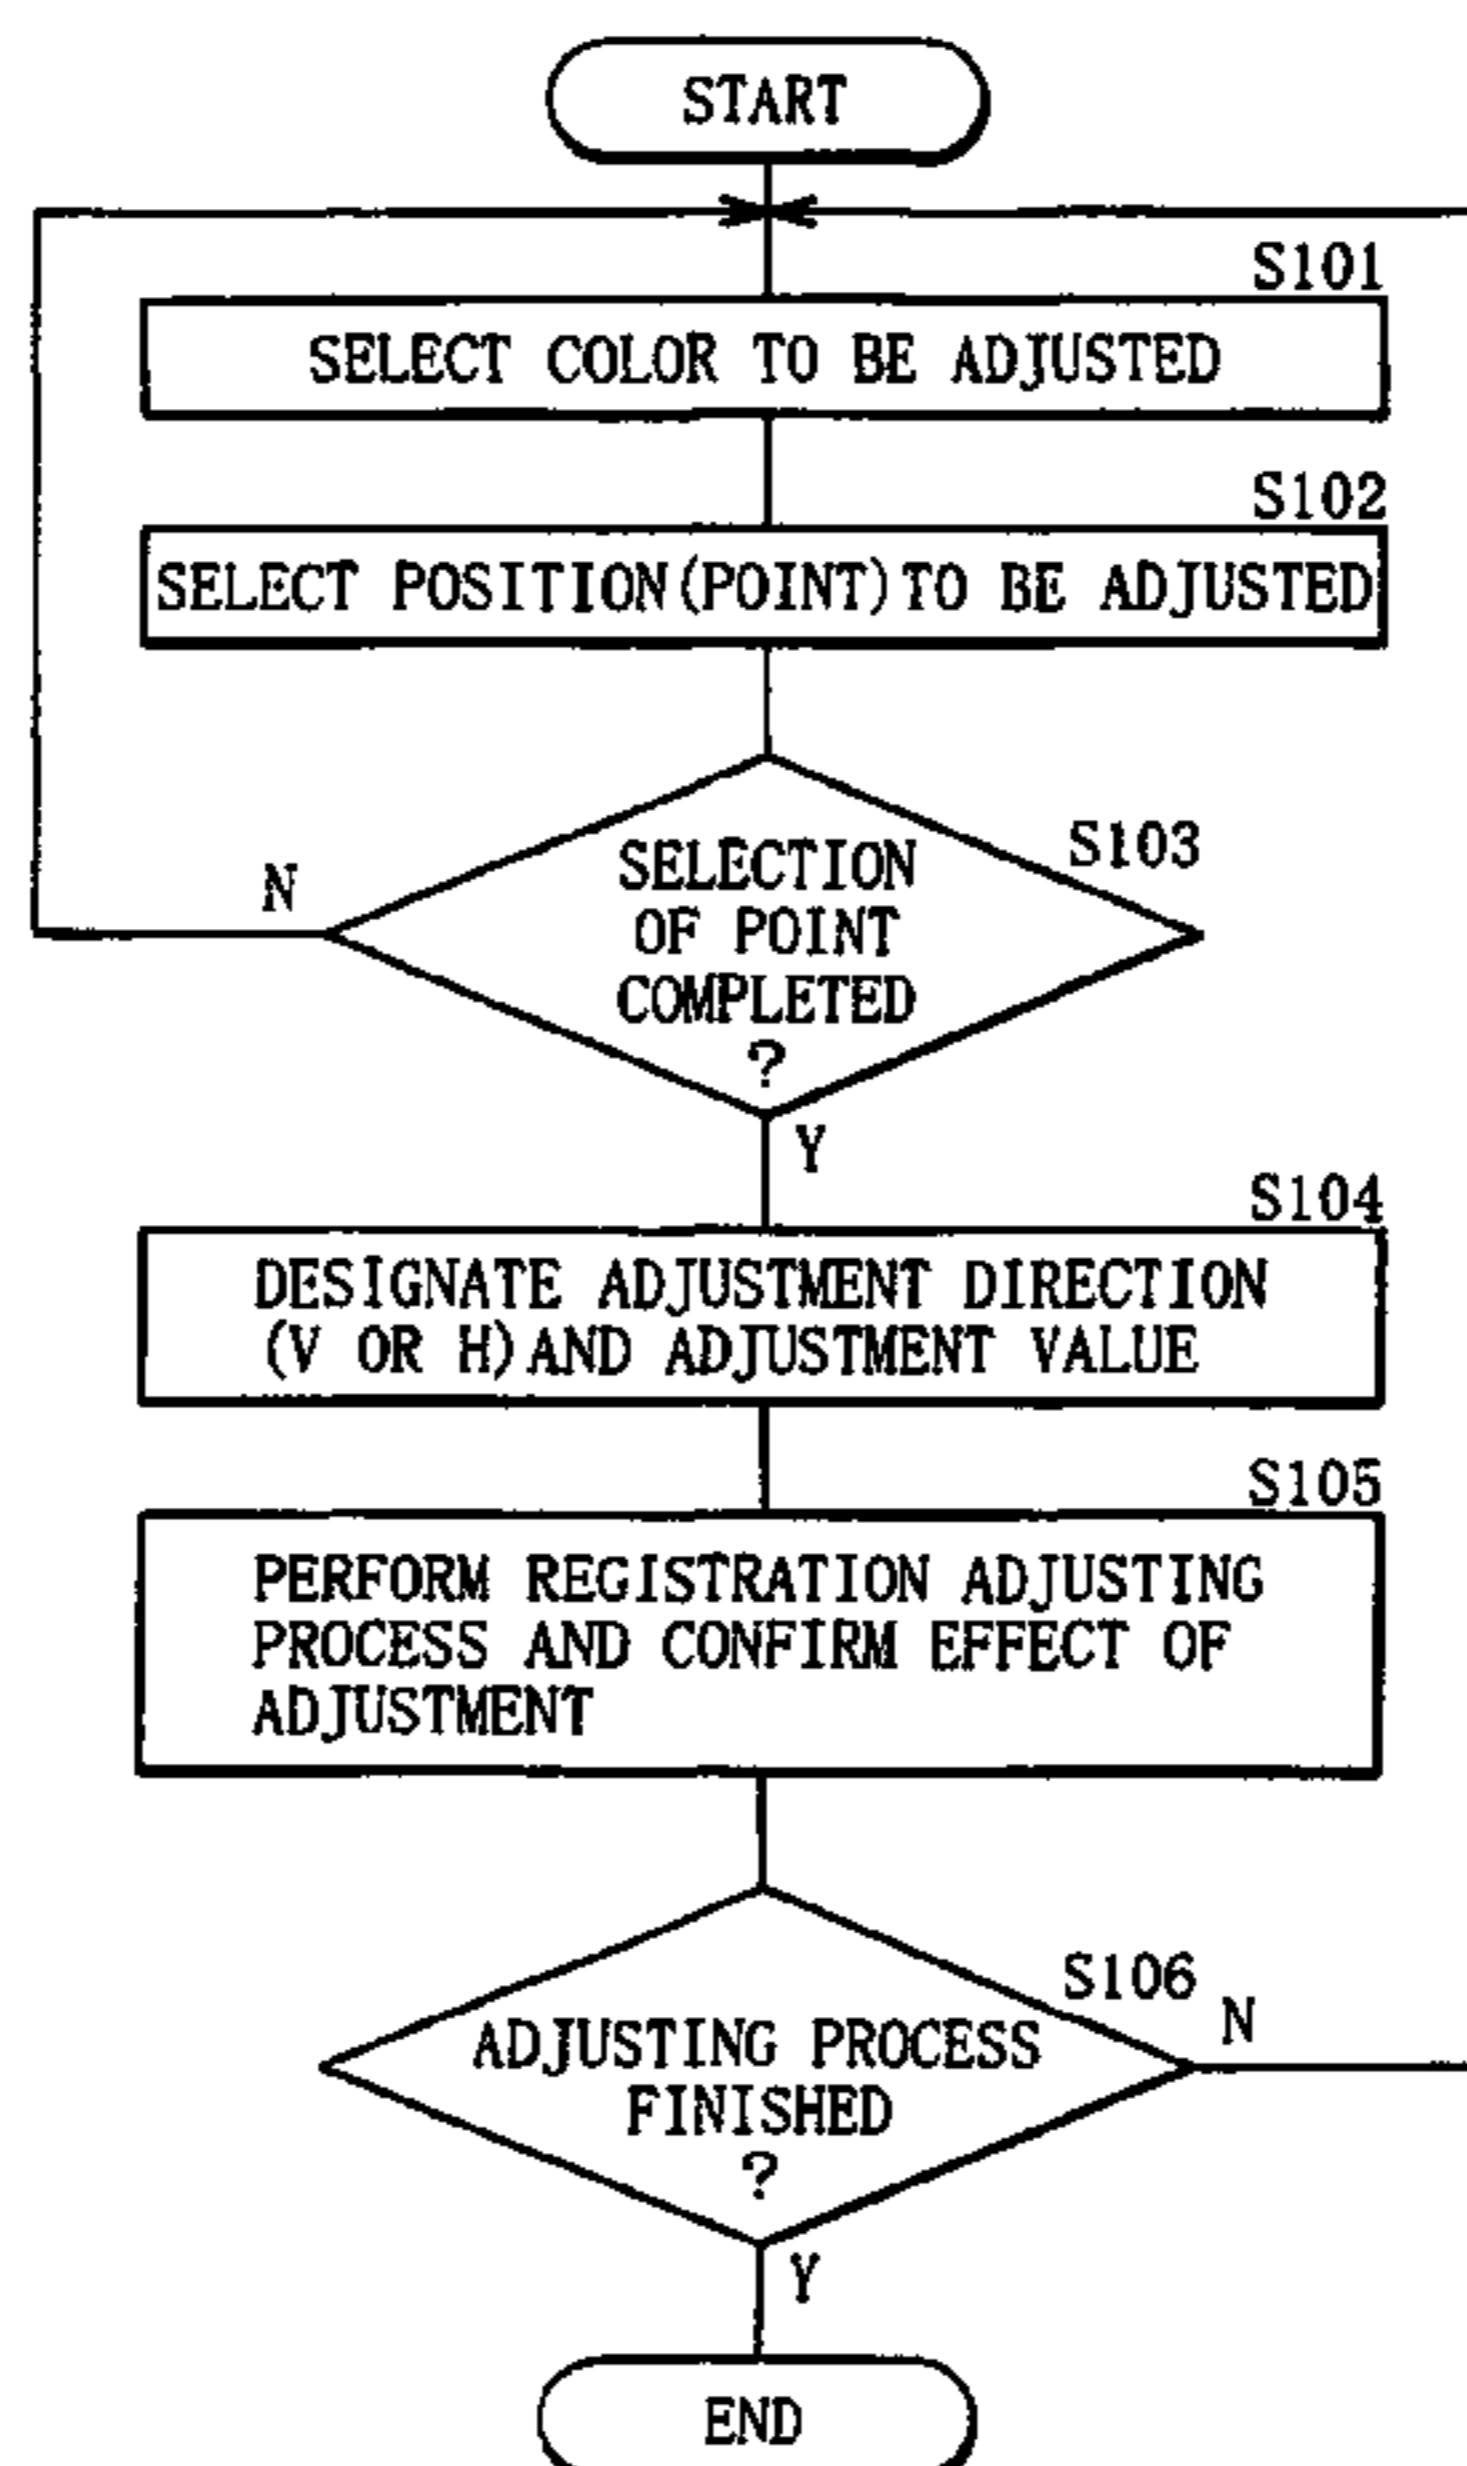 START
S101
SELECT COLOR TO BE ADJUSTED
S102
SELECT POSITION(POINT)TO BE ADJUSTED
S103
SELECTION
OF POINT
COMPLETED
?
N
Y
S104
DESIGNATE ADJUSTMENT DIRECTION
(V OR H)AND ADJUSTMENT VALUE
S105
PERFORM REGISTRATION ADJUSTING
PROCESS AND CONFIRM EFFECT OF
ADJUSTMENT
S106
ADJUSTING PROCESS
FINISHED
?
N
Y
END